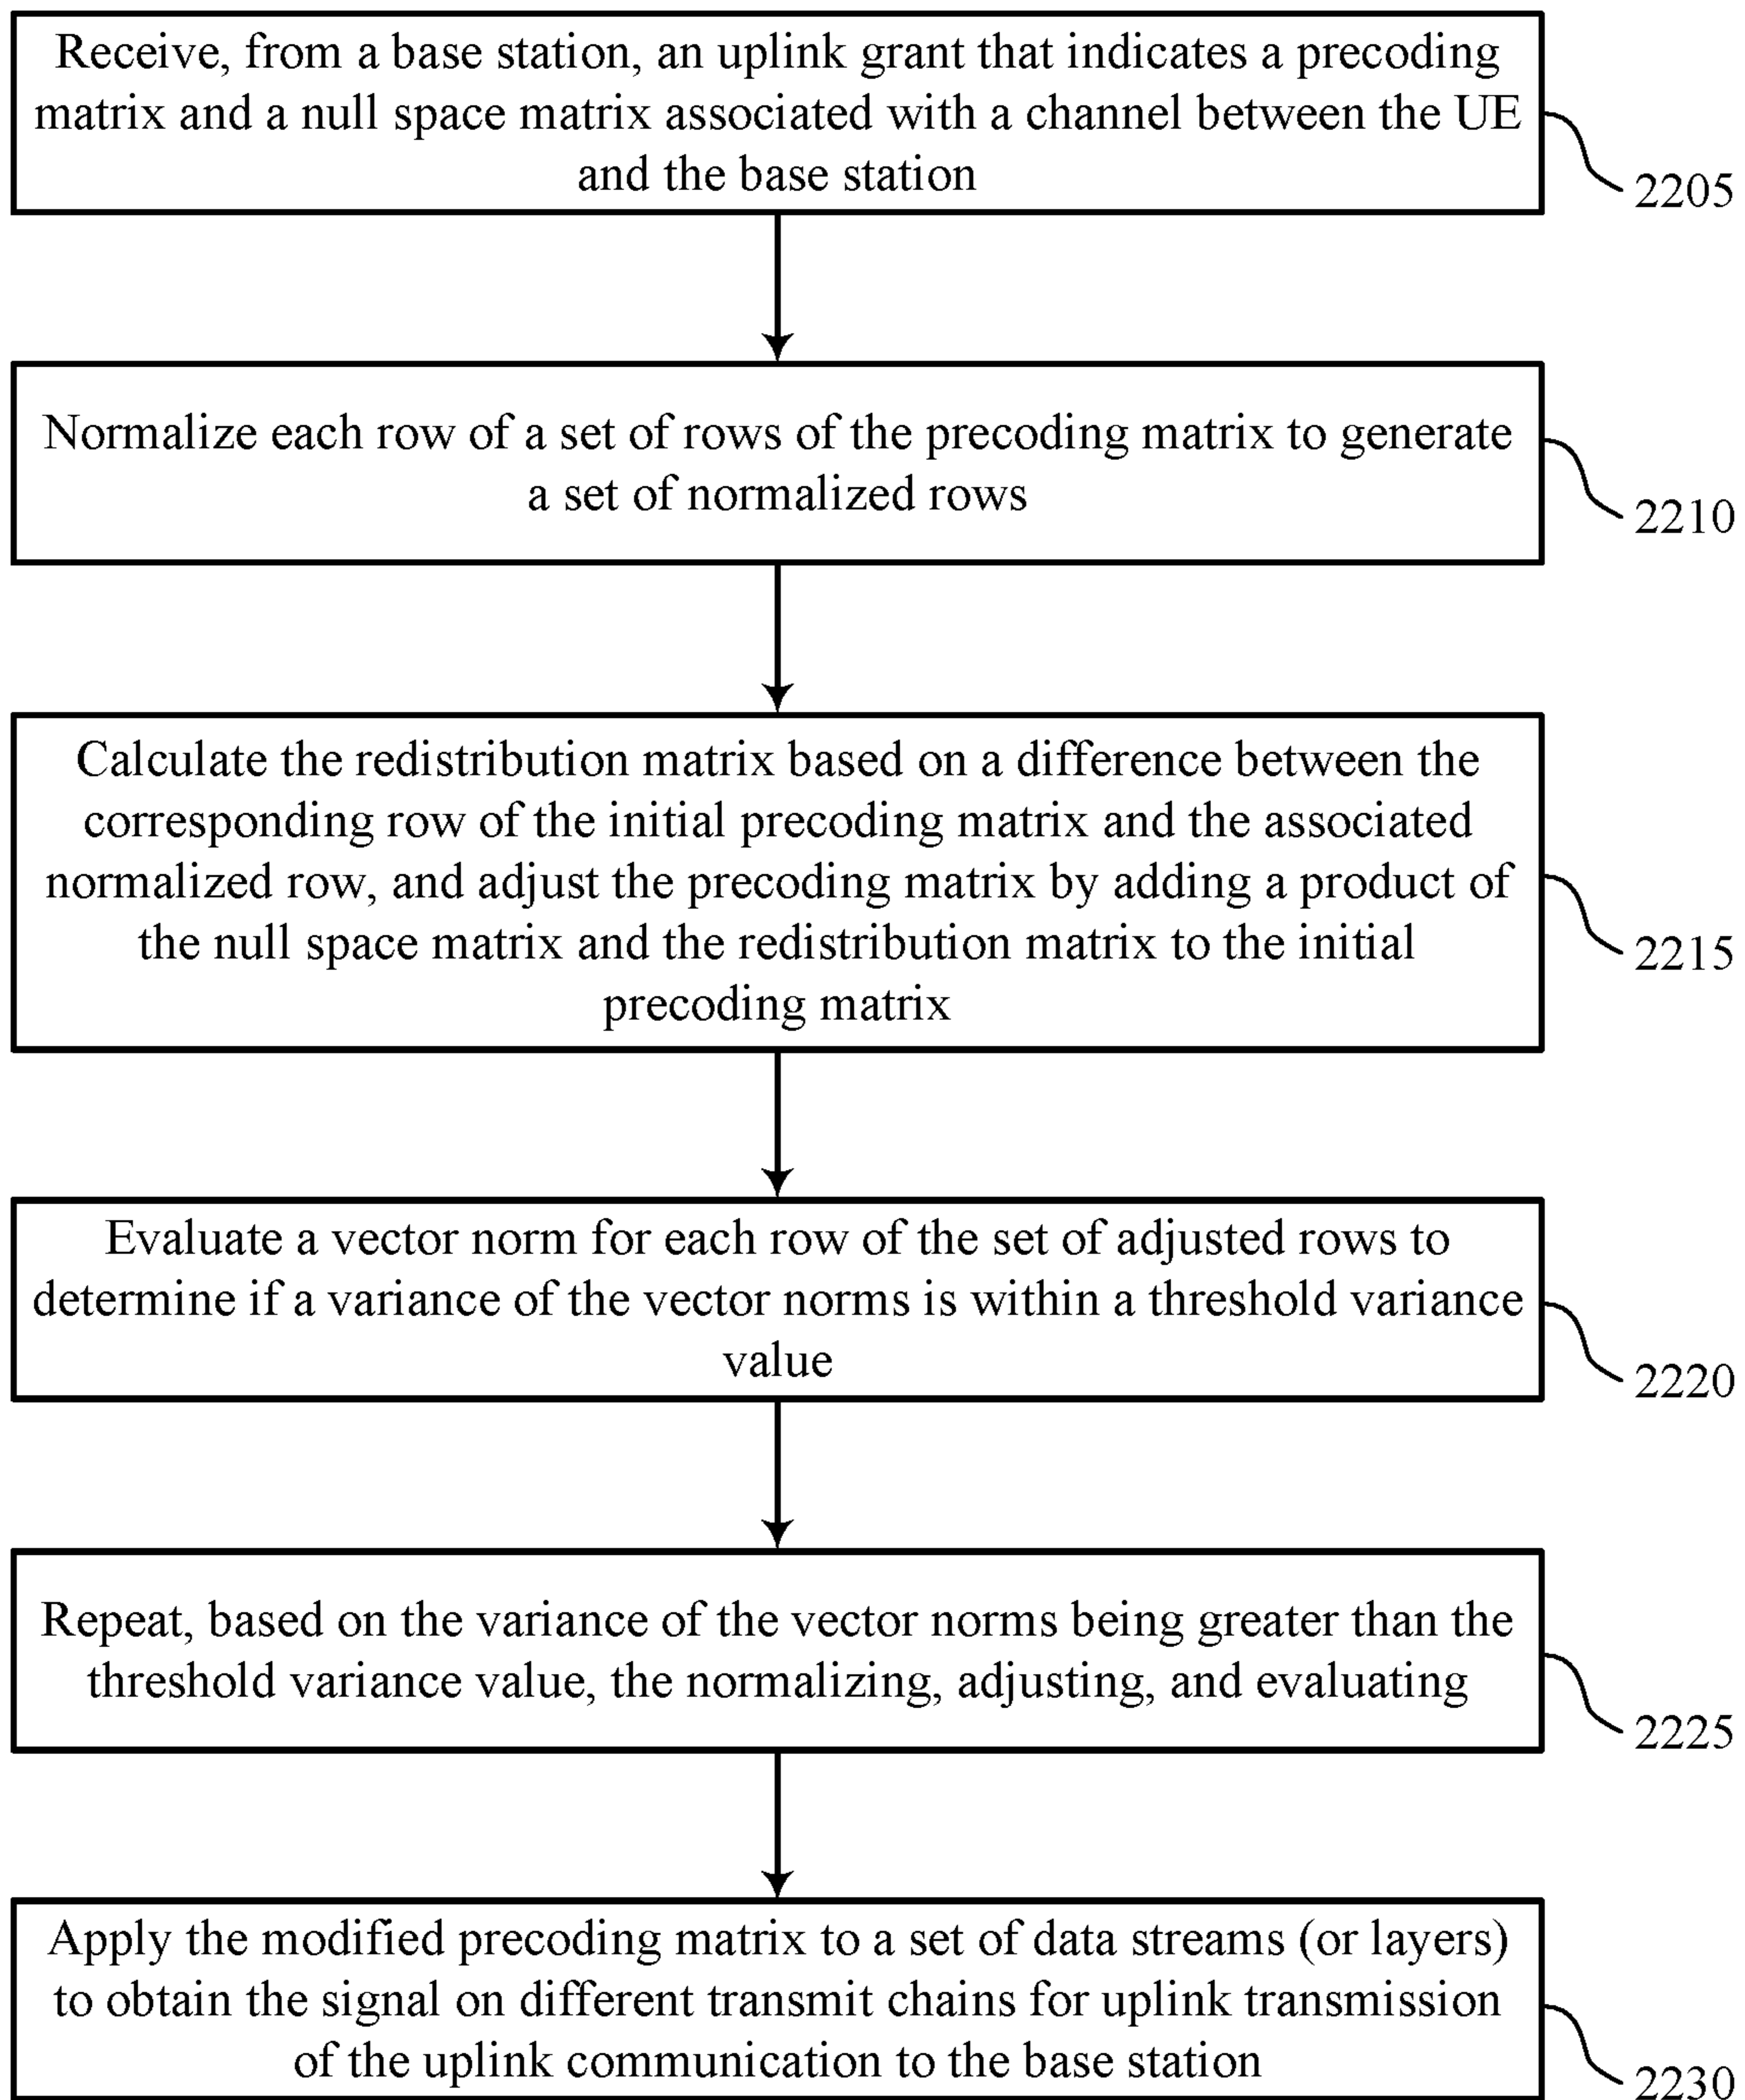 Receive, from a base station, an uplink grant that indicates a precoding
matrix and a null space matrix associated with a channel between the UE
and the base station
2205
Normalize each row of a set of rows of the precoding matrix to generate
a set of normalized rows
2210
Calculate the redistribution matrix based on a difference between the
corresponding row of the initial precoding matrix and the associated
normalized row, and adjust the precoding matrix by adding a product of
the null space matrix and the redistribution matrix to the initial
precoding matrix
2215
Evaluate a vector norm for each row of the set of adjusted rows to
determine if a variance of the vector norms is within a threshold variance
value
2220
Repeat, based on the variance of the vector norms being greater than the
threshold variance value, the normalizing, adjusting, and evaluating
2225
Apply the modified precoding matrix to a set of data streams (or layers)
to obtain the signal on different transmit chains for uplink transmission
of the uplink communication to the base station
2230